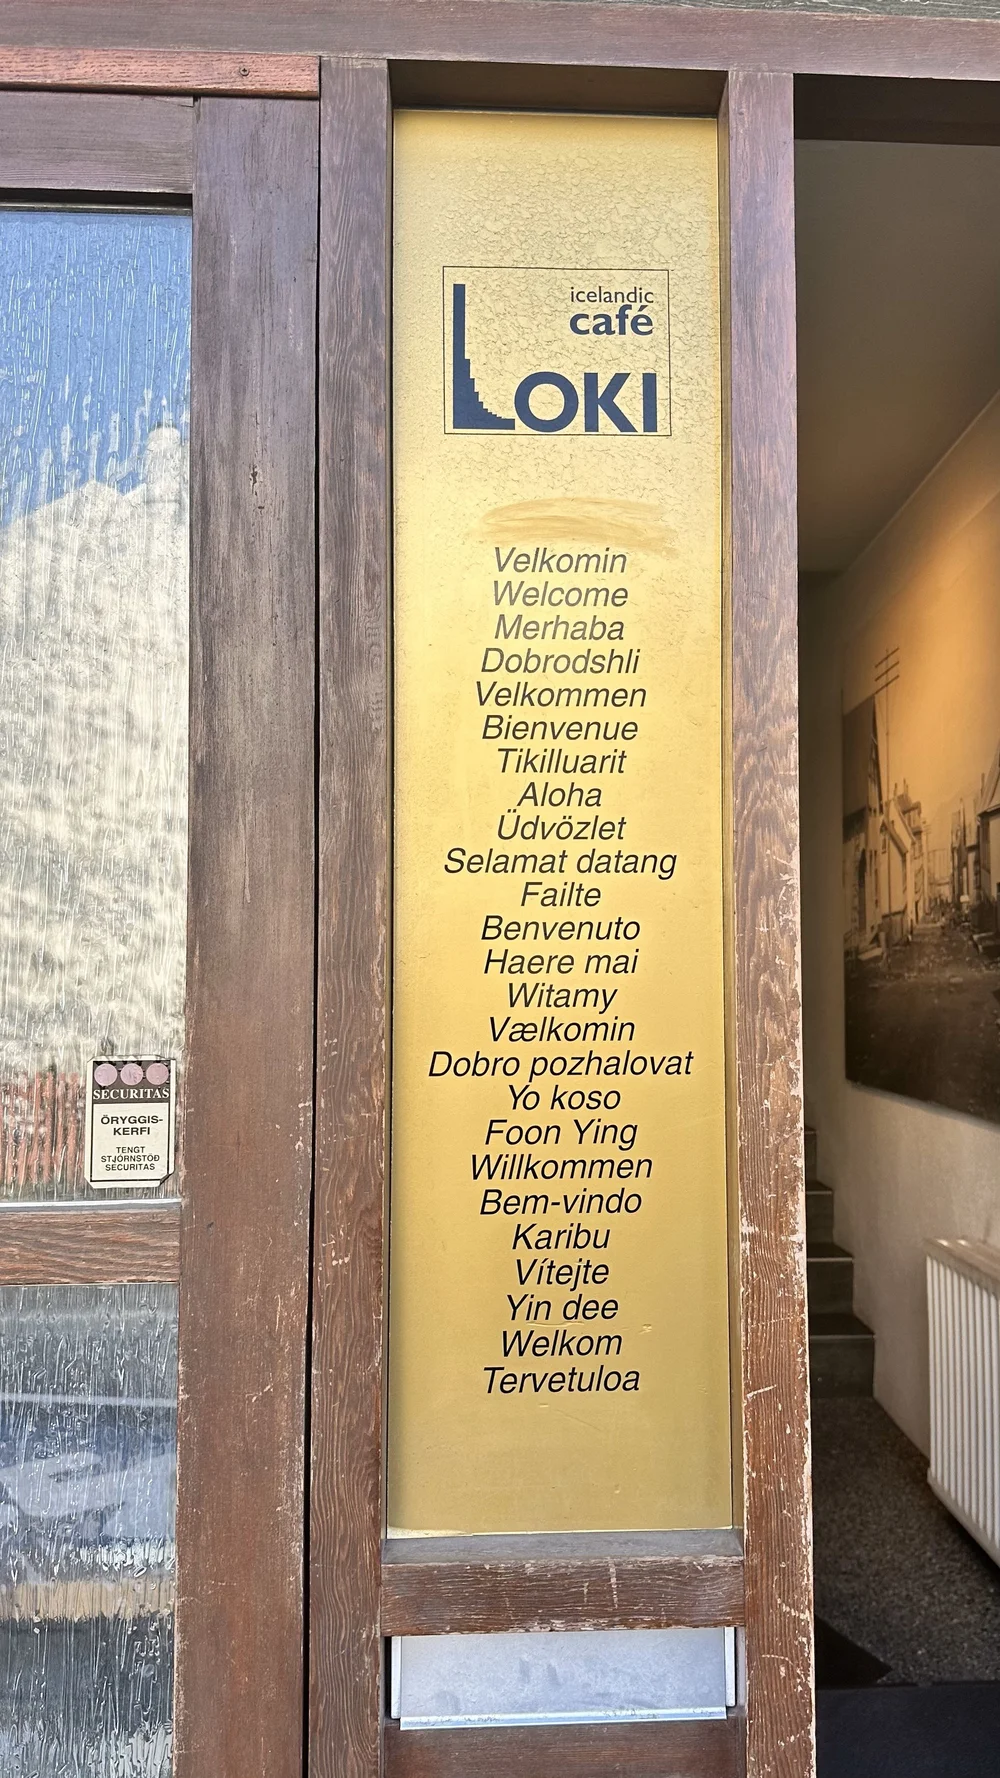 icelandic
café
LOKI
Velkomin
Welcome
Merhaba
Dobrodshli
Velkommen
Bienvenue
Tikilluarit
Aloha
Üdvözlet
Selamat datang
Failte
Benvenuto
Haere mai
Witamy
Vælkomin
Dobro pozhalovat
Yo koso
Foon Ying
Willkommen
Bem-vindo
Karibu
Vítejte
Yin dee
Welkom
Tervetuloa
SECURITAS
ÖRYGGIS-
KERFI
TENGT
STJÓRNSTÖÐ
SECURITAS